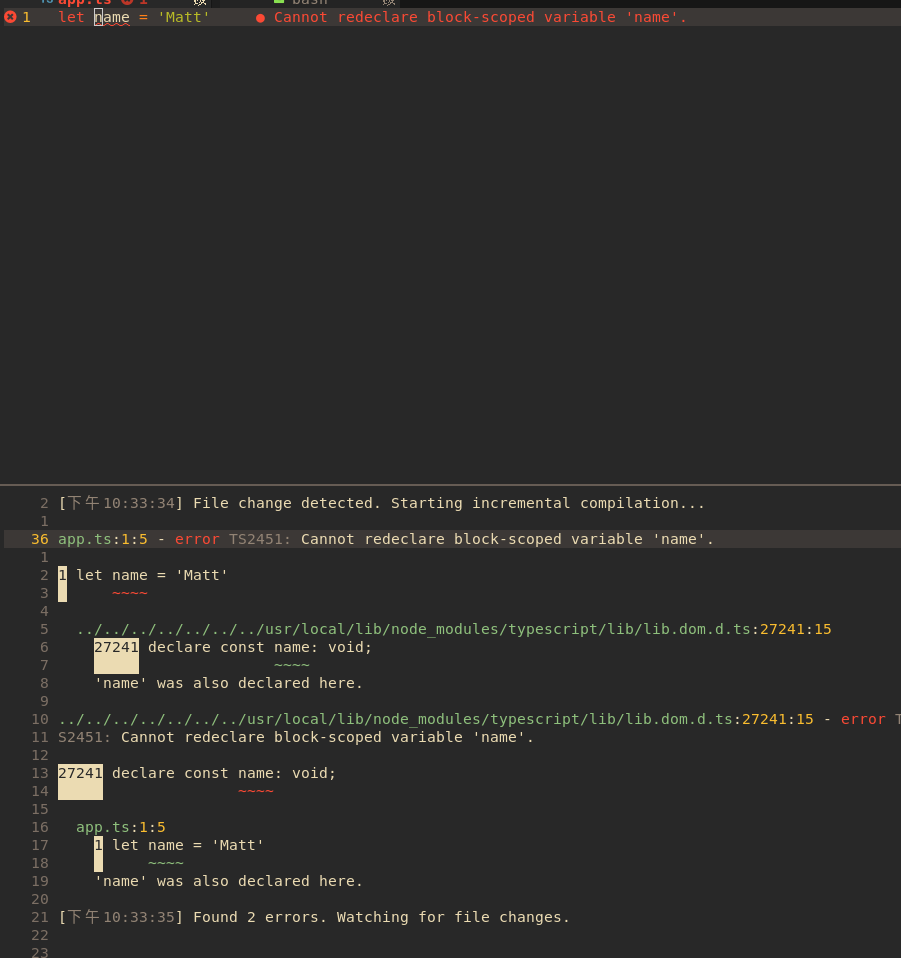 app.ts 1 bash
1 let name = 'Matt' ● Cannot redeclare block-scoped variable 'name'.
2 [下午10:33:34] File change detected. Starting incremental compilation...
1
36 app.ts:1:5 - error TS2451: Cannot redeclare block-scoped variable 'name'.
1
2 1 let name = 'Matt'
3 ~~~~
4
5 ../../../../../../../usr/local/lib/node_modules/typescript/lib/lib.dom.d.ts:27241:15
6 27241 declare const name: void;
7 ~~~~
8 'name' was also declared here.
9
10 ../../../../../../../usr/local/lib/node_modules/typescript/lib/lib.dom.d.ts:27241:15 - error T
11 S2451: Cannot redeclare block-scoped variable 'name'.
12
13 27241 declare const name: void;
14 ~~~~
15
16 app.ts:1:5
17 1 let name = 'Matt'
18 ~~~~
19 'name' was also declared here.
20
21 [下午10:33:35] Found 2 errors. Watching for file changes.
22
23